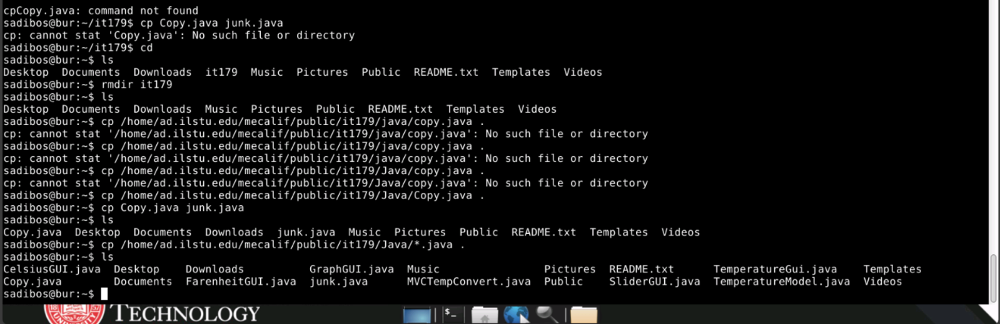 cpCopy.java: command not found
sadibos@bur:~/it179$ cp Copy.java junk.java
cp: cannot stat 'Copy.java': No such file or directory
sadibos@bur:~/it179$ cd
sadibos@bur:~$ ls
Desktop  Documents  Downloads  it179  Music  Pictures  Public  README.txt  Templates  Videos
sadibos@bur:~$ rmdir it179
sadibos@bur:~$ ls
Desktop  Documents  Downloads  Music  Pictures  Public  README.txt  Templates  Videos
sadibos@bur:~$ cp /home/ad.ilstu.edu/mecalif/public/it179/java/copy.java .
cp: cannot stat '/home/ad.ilstu.edu/mecalif/public/it179/java/copy.java': No such file or directory
sadibos@bur:~$ cp /home/ad.ilstu.edu/mecalif/public/it179/java/copy.java .
cp: cannot stat '/home/ad.ilstu.edu/mecalif/public/it179/java/copy.java': No such file or directory
sadibos@bur:~$ cp /home/ad.ilstu.edu/mecalif/public/it179/Java/copy.java .
cp: cannot stat '/home/ad.ilstu.edu/mecalif/public/it179/Java/copy.java': No such file or directory
sadibos@bur:~$ cp /home/ad.ilstu.edu/mecalif/public/it179/Java/Copy.java .
sadibos@bur:~$ cp Copy.java junk.java
sadibos@bur:~$ ls
Copy.java  Desktop  Documents  Downloads  junk.java  Music  Pictures  Public  README.txt  Templates  Videos
sadibos@bur:~$ cp /home/ad.ilstu.edu/mecalif/public/it179/Java/*.java .
sadibos@bur:~$ ls
CelsiusGUI.java  Desktop    Downloads          GraphGUI.java  Music                Pictures  README.txt      TemperatureGui.java    Templates
Copy.java        Documents  FarenheitGUI.java  junk.java      MVCTempConvert.java  Public    SliderGUI.java  TemperatureModel.java  Videos
sadibos@bur:~$
TECHNOLOGY
$_